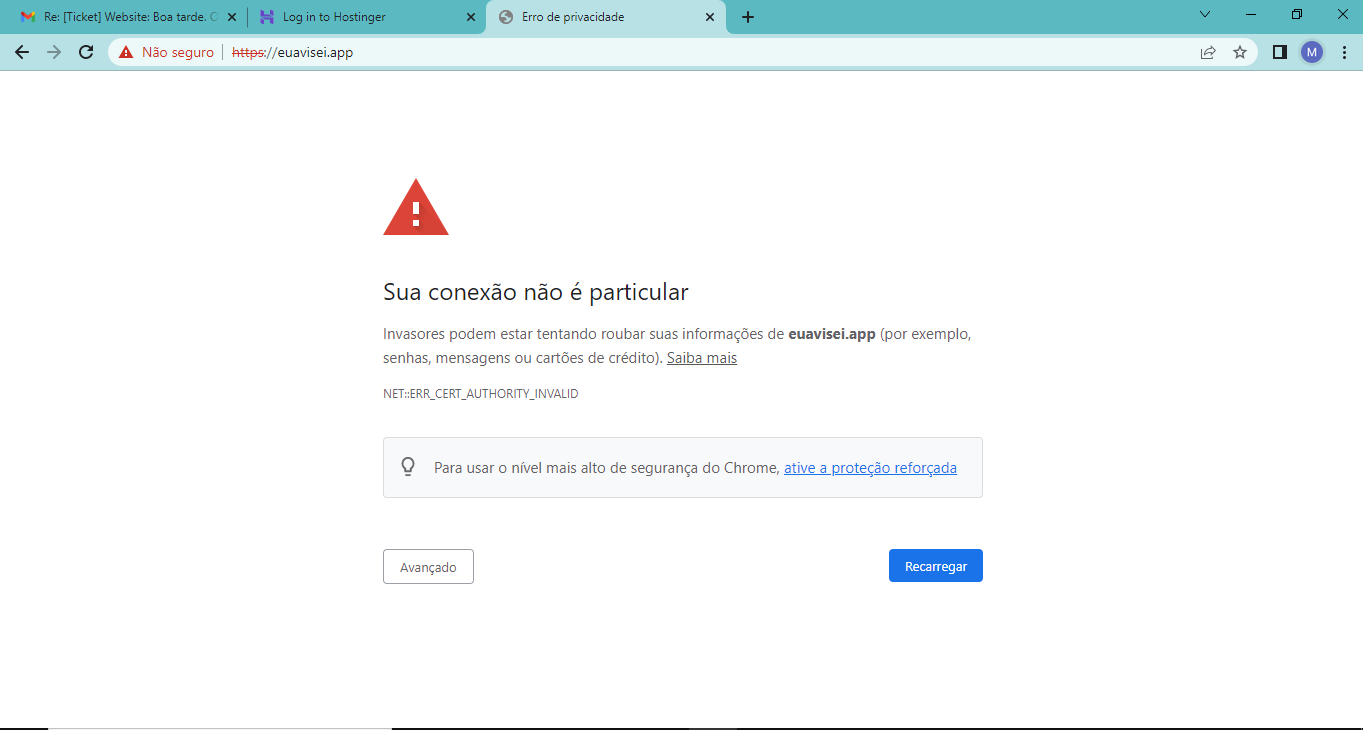 Re: [Ticket] Website: Boa tarde.
Log in to Hostinger
Erro de privacidade
Não seguro
https://euavisei.app
M
Sua conexão não é particular
Invasores podem estar tentando roubar suas informações de euavisei.app (por exemplo,
senhas, mensagens ou cartões de crédito). Saiba mais
NET::ERR_CERT_AUTHORITY_INVALID
Para usar o nível mais alto de segurança do Chrome, ative a proteção reforçada
Avançado
Recarregar